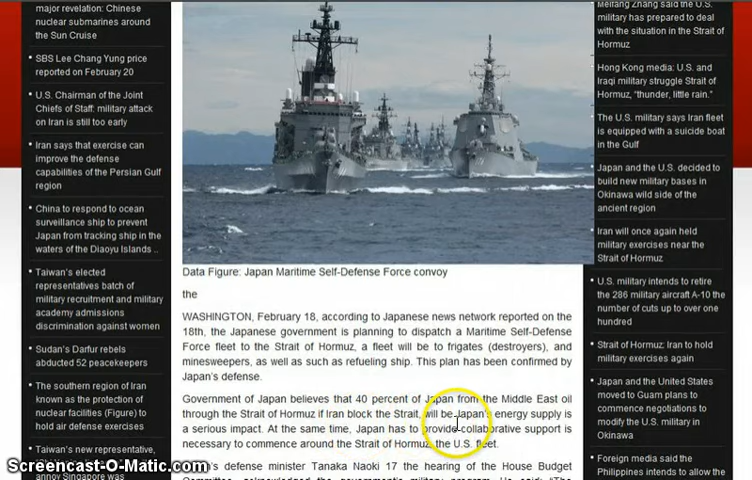 major revelation: Chinese
nuclear submarines around
the Sun Cruise
SBS Lee Chang Yung price
reported on February 20
U.S. Chairman of the Joint
Chiefs of Staff: military attack
on Iran is still too early
Iran says that exercise can
improve the defense
capabilities of the Persian Gulf
region
China to respond to ocean
surveillance ship to prevent
Japan from tracking ship in the
waters of the Diaoyu Islands ..
Taiwan's elected
representatives batch of
military recruitment and military
academy admissions
discrimination against women
Sudan's Darfur rebels
abducted 52 peacekeepers
The southern region of Iran
known as the protection of
nuclear facilities (Figure) to
hold air defense exercises
Taiwan's new representative,
annoy Singapore was
Screencast-O-Matic.com
Data Figure: Japan Maritime Self-Defense Force convoy
the
WASHINGTON, February 18, according to Japanese news network reported on the
18th, the Japanese government is planning to dispatch a Maritime Self-Defense
Force fleet to the Strait of Hormuz, a fleet will be to frigates (destroyers), and
minesweepers, as well as such as refueling ship. This plan has been confirmed by
Japan's defense.
Government of Japan believes that 40 percent of Japan from the Middle East oil
through the Strait of Hormuz if Iran block the Strait, will be Japan's energy supply is
a serious impact. At the same time, Japan has to provide collaborative support is
necessary to commence around the Strait of Hormuz, the U.S. fleet.
defense minister Tanaka Naoki 17 the hearing of the House Budget
Committee, acknowledged the government's military program. He said: "The
Meifang Zhang said the U.S.
military has prepared to deal
with the situation in the Strait of
Hormuz
Hong Kong media: U.S. and
Iraqi military struggle Strait of
Hormuz, "thunder, little rain."
The U.S. military says Iran fleet
is equipped with a suicide boat
in the Gulf
Japan and the U.S. decided to
build new military bases in
Okinawa wild side of the
ancient region
Iran will once again held
military exercises near the
Strait of Hormuz
U.S. military intends to retire
the 286 military aircraft A-10 the
number of cuts up to over one
hundred
Strait of Hormuz: Iran to hold
military exercises again
Japan and the United States
moved to Guam plans to
commence negotiations to
modify the U.S. military in
Okinawa
Foreign media said the
Philippines intends to allow the